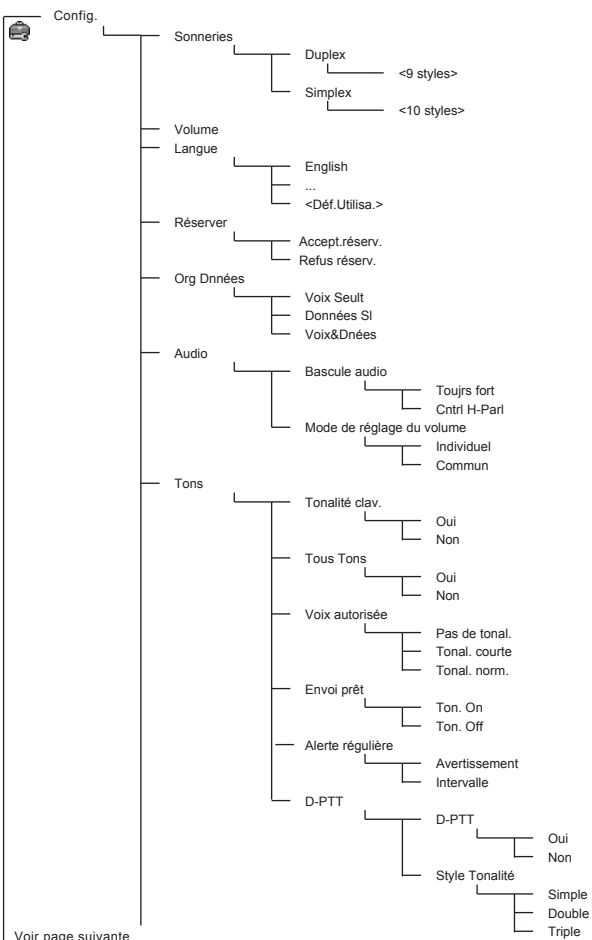 Config.
Sonneries
Duplex
<9 styles>
Simplex
<10 styles>
Volume
Langue
English
...
<Déf.Utilisa.>
Réserver
Accept.réserv.
Refus réserv.
Org Dnnées
Voix Seult
Données Sl
Voix&Dnées
Audio
Bascule audio
Toujrs fort
Cntrl H-Parl
Mode de réglage du volume
Individuel
Commun
Tons
Tonalité clav.
Oui
Non
Tous Tons
Oui
Non
Voix autorisée
Pas de tonal.
Tonal. courte
Tonal. norm.
Envoi prêt
Ton. On
Ton. Off
Alerte régulière
Avertissement
Intervalle
D-PTT
D-PTT
Oui
Non
Style Tonalité
Simple
Double
Triple
Voir page suivante